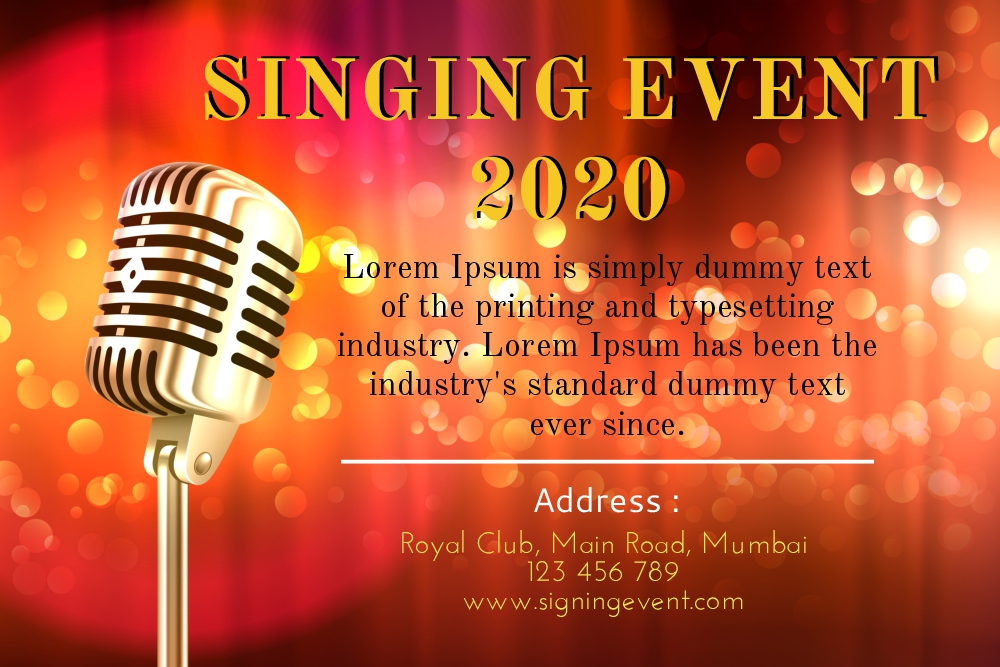 SINGING EVENT
2020
Lorem Ipsum is simply dummy text
of the printing and typesetting
industry. Lorem Ipsum has been the
industry's standard dummy text
ever since.
Address :
Royal Club, Main Road, Mumbai
123 456 789
www.signingevent.com